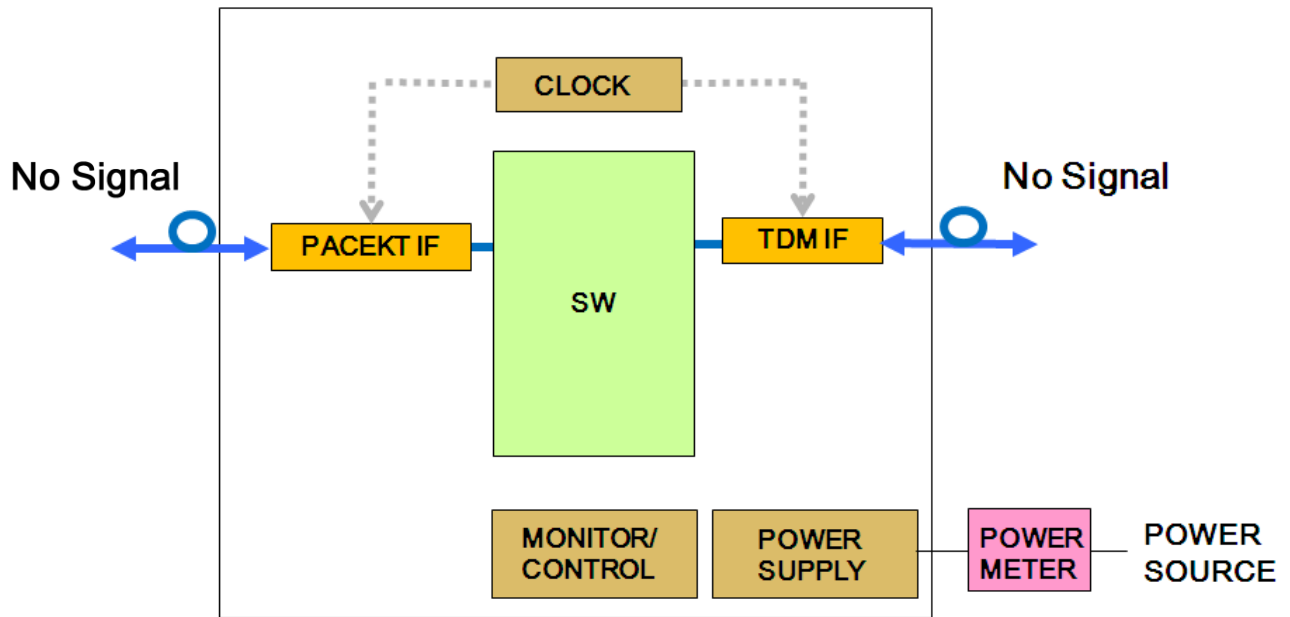 CLOCK
No Signal
No Signal
PACEKT IF
TDM IF
SW
MONITOR/
CONTROL
POWER
SUPPLY
POWER
METER
POWER
SOURCE